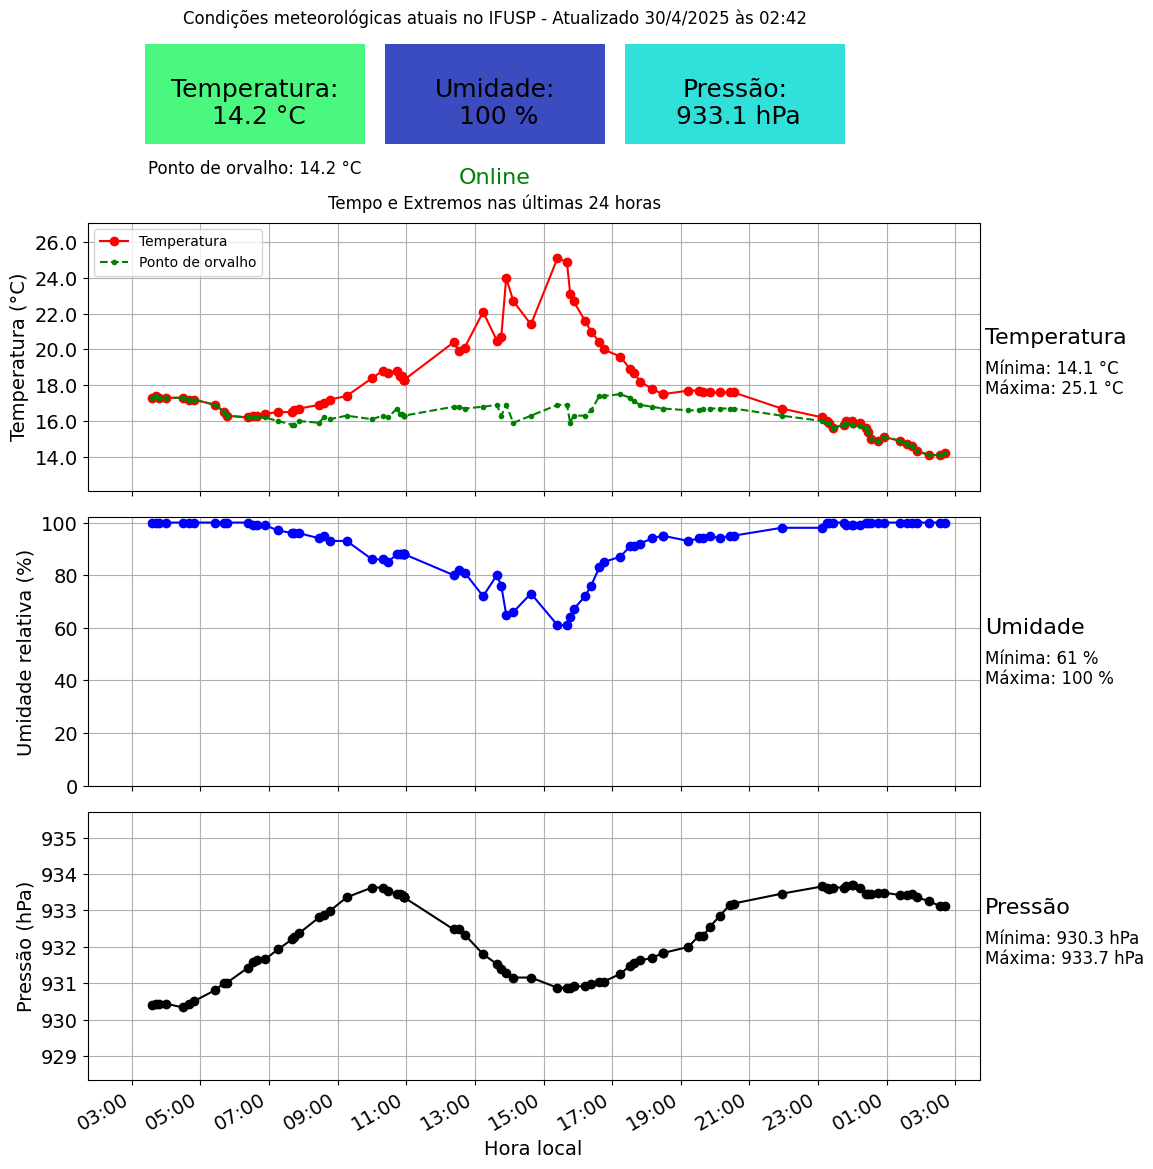 Condições meteorológicas atuais no IFUSP - Atualizado 30/4/2025 às 02:42
Temperatura:
14.2 °C
Umidade:
100 %
Pressão:
933.1 hPa
Ponto de orvalho: 14.2 °C
Online
Tempo e Extremos nas últimas 24 horas
Temperatura (°C)
26.0
24.0
22.0
20.0
18.0
16.0
14.0
Temperatura
Ponto de orvalho
Temperatura
Mínima: 14.1 °C
Máxima: 25.1 °C
Umidade relativa (%)
100
80
60
40
20
0
Umidade
Mínima: 61 %
Máxima: 100 %
Pressão (hPa)
935
934
933
932
931
930
929
Pressão
Mínima: 930.3 hPa
Máxima: 933.7 hPa
03:00
05:00
07:00
09:00
11:00
13:00
15:00
17:00
19:00
21:00
23:00
01:00
03:00
Hora local